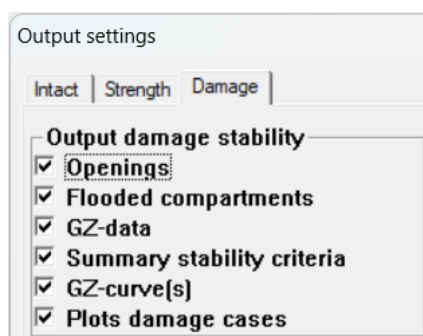 Output settings
Intact Strength Damage
Output damage stability
Openings
Flooded compartments
GZ-data
Summary stability criteria
GZ-curve(s)
Plots damage cases